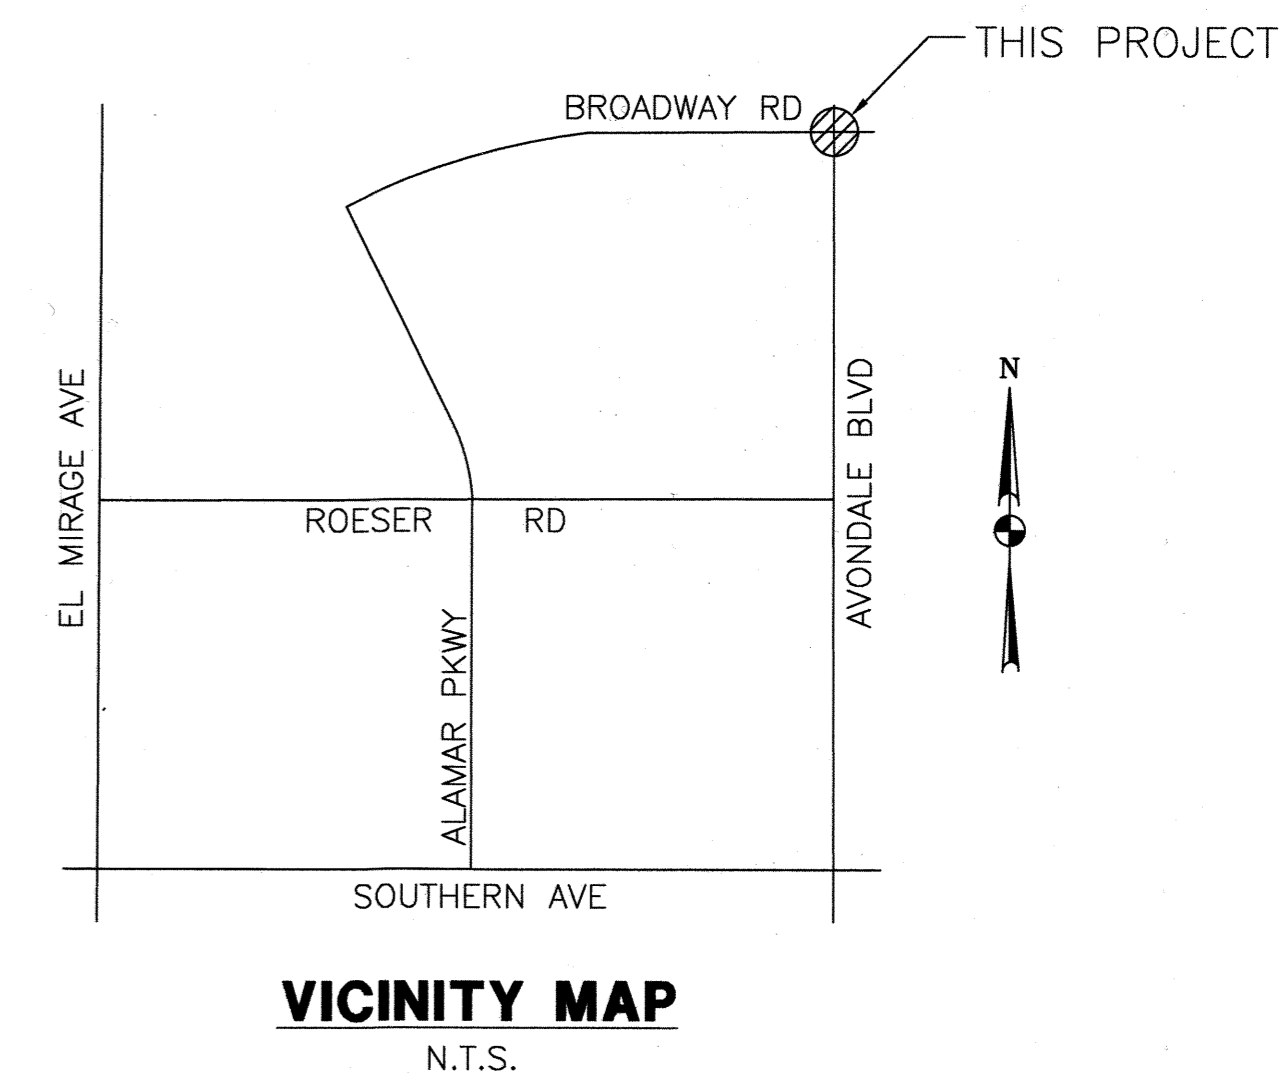 THIS PROJECT
BROADWAY RD
EL MIRAGE AVE
AVONDALE BLVD
N
ROESER RD
ALAMAR PKWY
SOUTHERN AVE
VICINITY MAP
N.T.S.